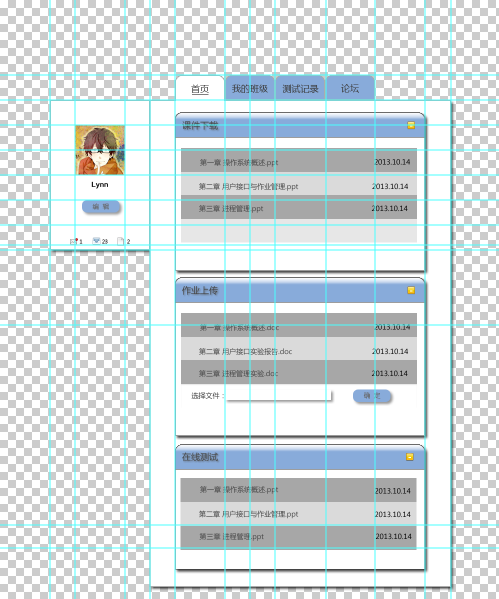 首页 我的班级 测试记录 论坛
课件下载
第一章 操作系统概述.ppt 2013.10.14
第二章 用户接口与作业管理.ppt 2013.10.14
第三章 进程管理.ppt 2013.10.14
Lynn
编 辑
1 23 2
作业上传
第一章 操作系统概述.doc 2013.10.14
第二章 用户接口实验报告.doc 2013.10.14
第三章 进程管理实验.doc 2013.10.14
选择文件：
确 定
在线测试
第一章 操作系统概述.ppt 2013.10.14
第二章 用户接口与作业管理.ppt 2013.10.14
第三章 进程管理.ppt 2013.10.14